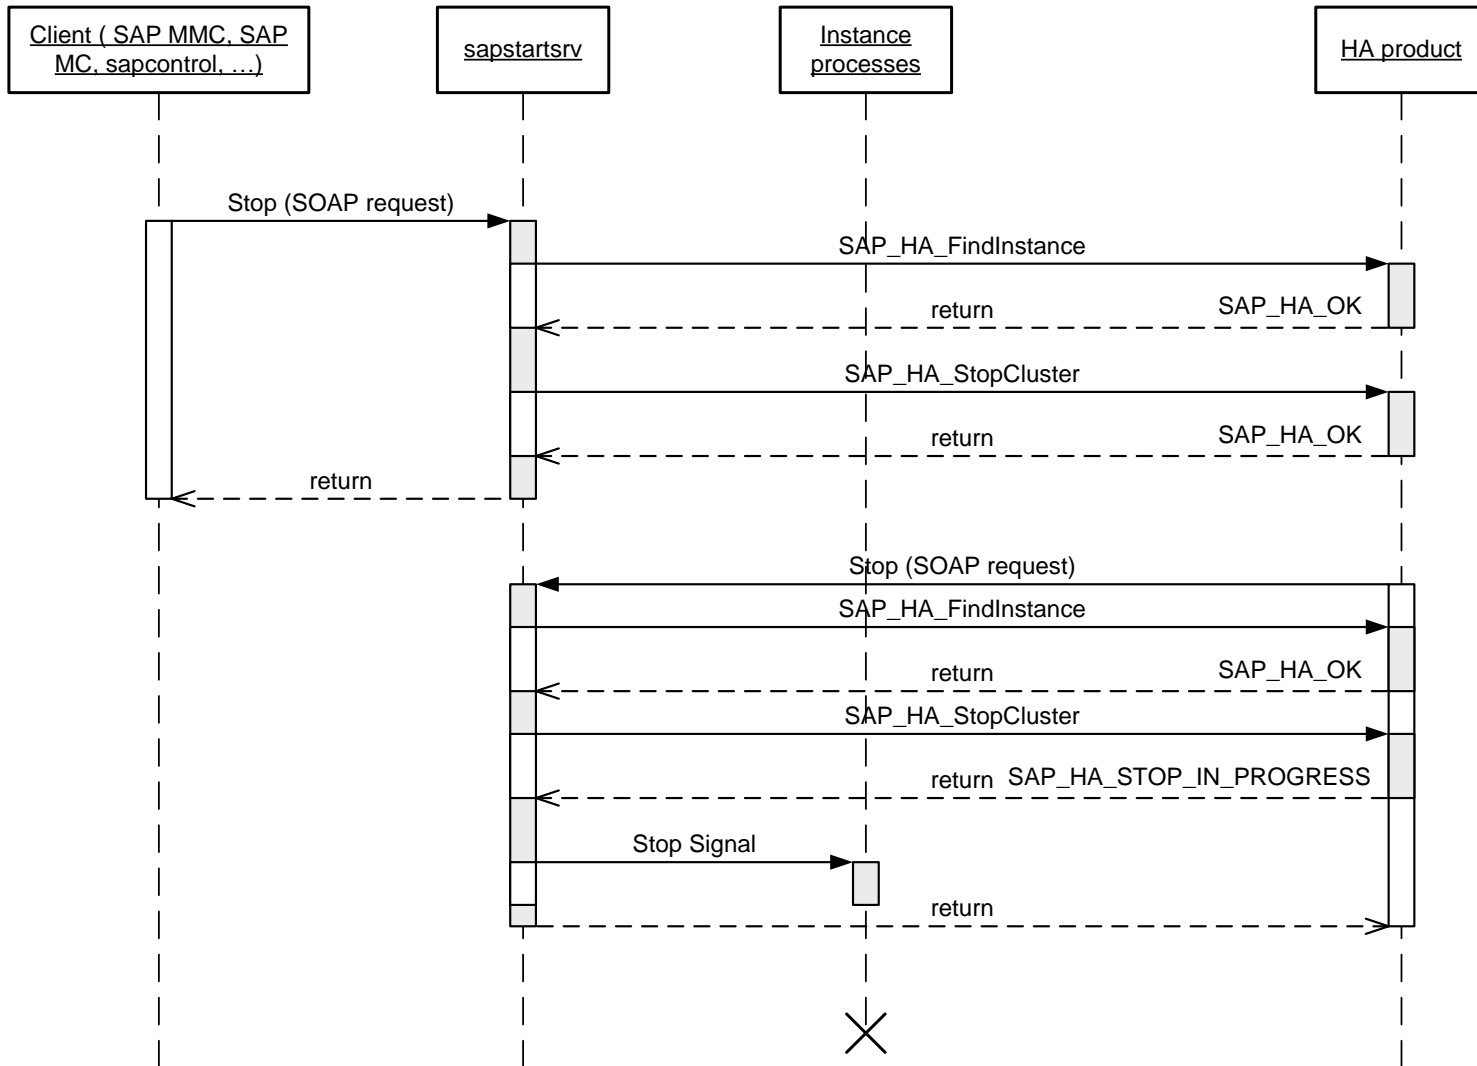 Client ( SAP MMC, SAP
MC, sapcontrol, …)
sapstartsrv
Instance
processes
HA product
Stop (SOAP request)
SAP_HA_FindInstance
return
SAP_HA_OK
SAP_HA_StopCluster
return
SAP_HA_OK
return
Stop (SOAP request)
SAP_HA_FindInstance
return
SAP_HA_OK
SAP_HA_StopCluster
return
SAP_HA_STOP_IN_PROGRESS
Stop Signal
return